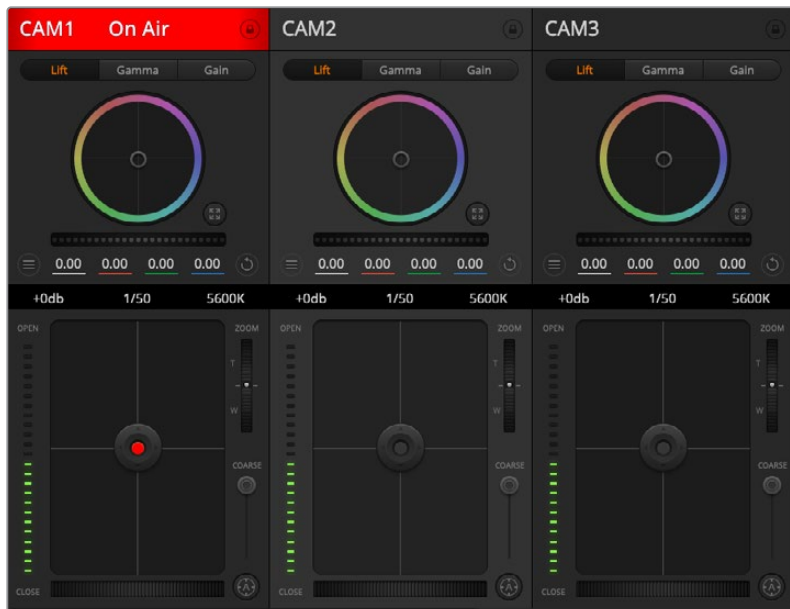 CAM1 On Air
Lift Gamma Gain
0.00 0.00 0.00 0.00
+0db 1/50 5600K
OPEN ZOOM
T
W
COARSE
CLOSE A
CAM2
Lift Gamma Gain
0.00 0.00 0.00 0.00
+0db 1/50 5600K
OPEN ZOOM
T
W
COARSE
CLOSE A
CAM3
Lift Gamma Gain
0.00 0.00 0.00 0.00
+0db 1/50 5600K
OPEN ZOOM
T
W
COARSE
CLOSE A